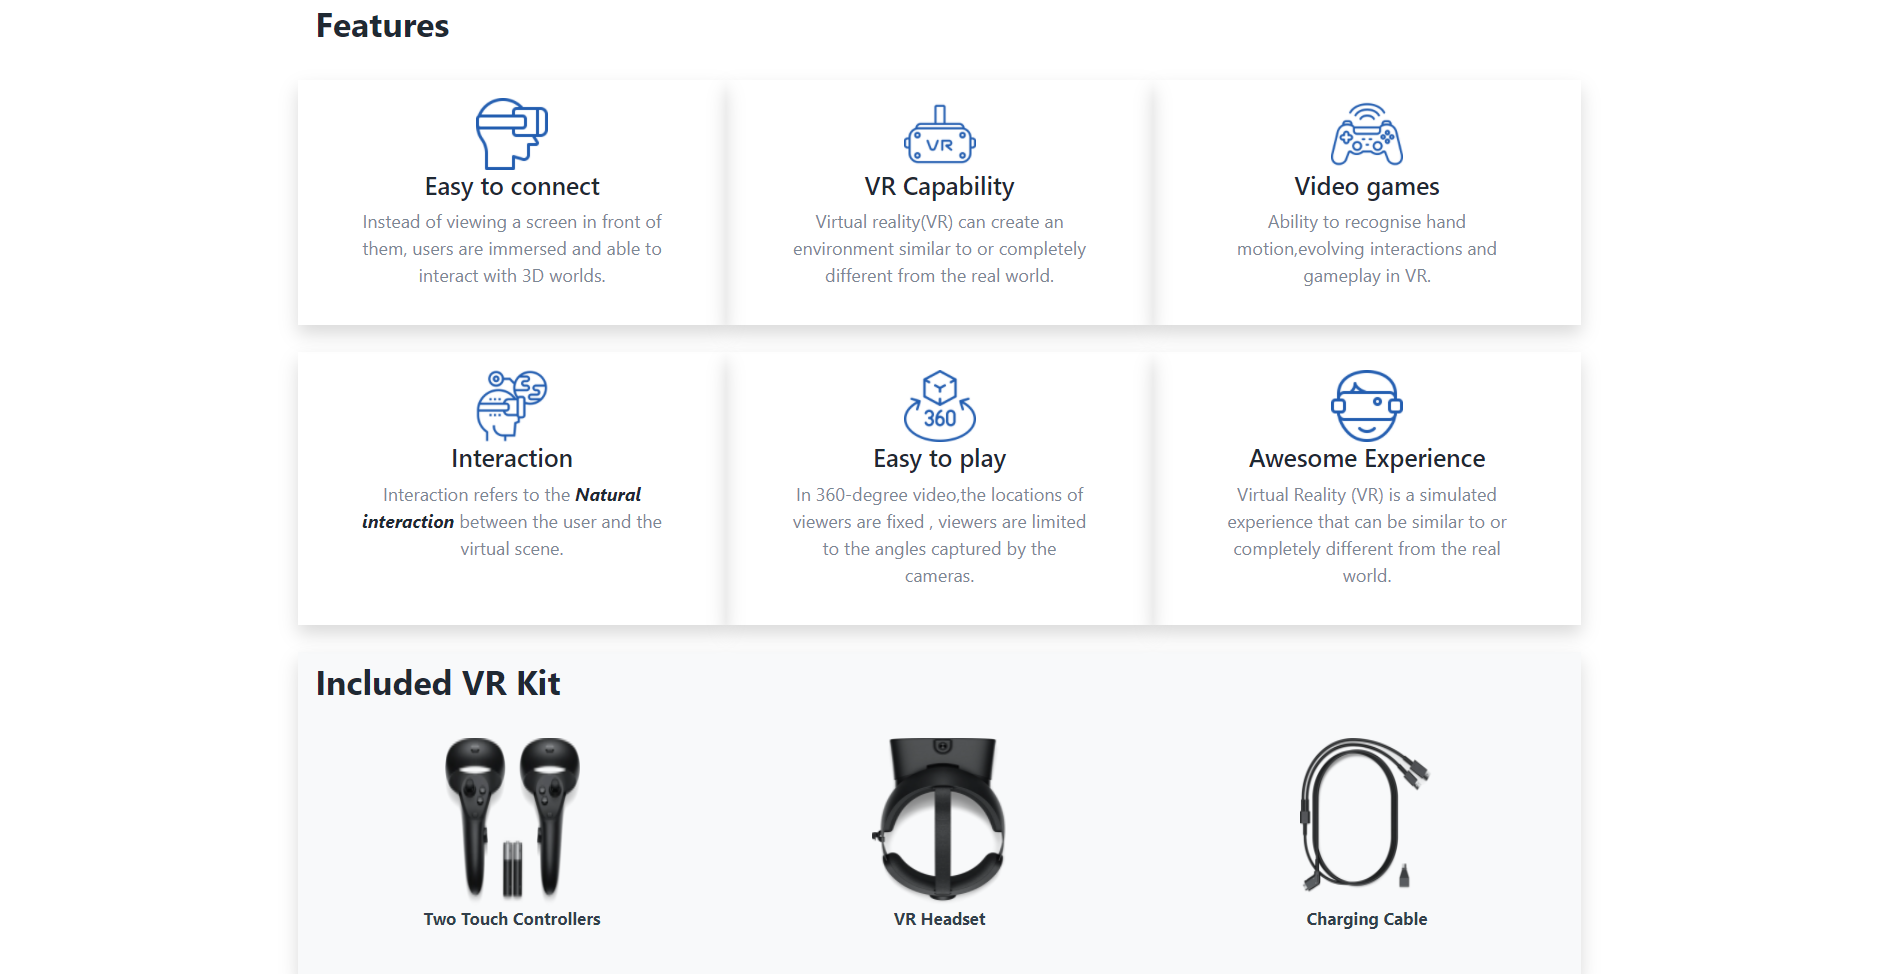 Features
Easy to connect
Instead of viewing a screen in front of
them, users are immersed and able to
interact with 3D worlds.
VR
VR Capability
Virtual reality(VR) can create an
environment similar to or completely
different from the real world.
Video games
Ability to recognise hand
motion,evolving interactions and
gameplay in VR.
Interaction
Interaction refers to the Natural
interaction between the user and the
virtual scene.
360
Easy to play
In 360-degree video,the locations of
viewers are fixed , viewers are limited
to the angles captured by the
cameras.
Awesome Experience
Virtual Reality (VR) is a simulated
experience that can be similar to or
completely different from the real
world.
Included VR Kit
Two Touch Controllers
VR Headset
Charging Cable